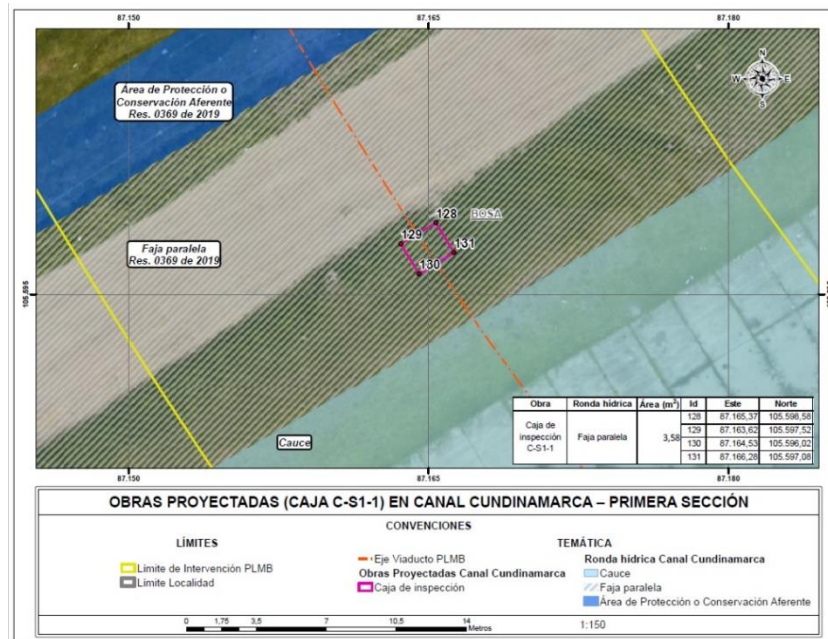 87.150
87.165
87.180
N
W
E
S
Área de Protección o
Conservación Aferente
Res. 0369 de 2019
128
BOSA
129
131
130
Faja paralela
Res. 0369 de 2019
105.595
Cauce
Obra Ronda hídrica Área (m²) Id Este Norte
Caja de inspección C-S1-1 Faja paralela 3,58 128 87.165,37 105.598,58
129 87.163,62 105.597,52
130 87.164,53 105.596,02
131 87.166,28 105.597,08
87.150
87.165
87.180
OBRAS PROYECTADAS (CAJA C-S1-1) EN CANAL CUNDINAMARCA – PRIMERA SECCIÓN
CONVENCIONES
LÍMITES
Límite de Intervención PLMB
Límite Localidad
TEMÁTICA
Eje Viaducto PLMB
Obras Proyectadas Canal Cundinamarca
Caja de inspección
Ronda hídrica Canal Cundinamarca
Cauce
Faja paralela
Área de Protección o Conservación Aferente
0 1,75 3,5 7 10,5 14
Metros
1:150